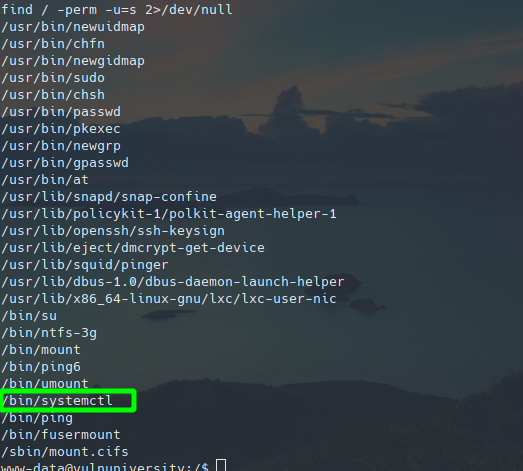 find / -perm -u=s 2>/dev/null
/usr/bin/newuidmap
/usr/bin/chfn
/usr/bin/newgidmap
/usr/bin/sudo
/usr/bin/chsh
/usr/bin/passwd
/usr/bin/pkexec
/usr/bin/newgrp
/usr/bin/gpasswd
/usr/bin/at
/usr/lib/snapd/snap-confine
/usr/lib/policykit-1/polkit-agent-helper-1
/usr/lib/openssh/ssh-keysign
/usr/lib/eject/dmcrypt-get-device
/usr/lib/squid/pinger
/usr/lib/dbus-1.0/dbus-daemon-launch-helper
/usr/lib/x86_64-linux-gnu/lxc/lxc-user-nic
/bin/su
/bin/ntfs-3g
/bin/mount
/bin/ping6
/bin/umount
/bin/systemctl
/bin/ping
/bin/fusermount
/sbin/mount.cifs
www-data@vulnuniversity:/$